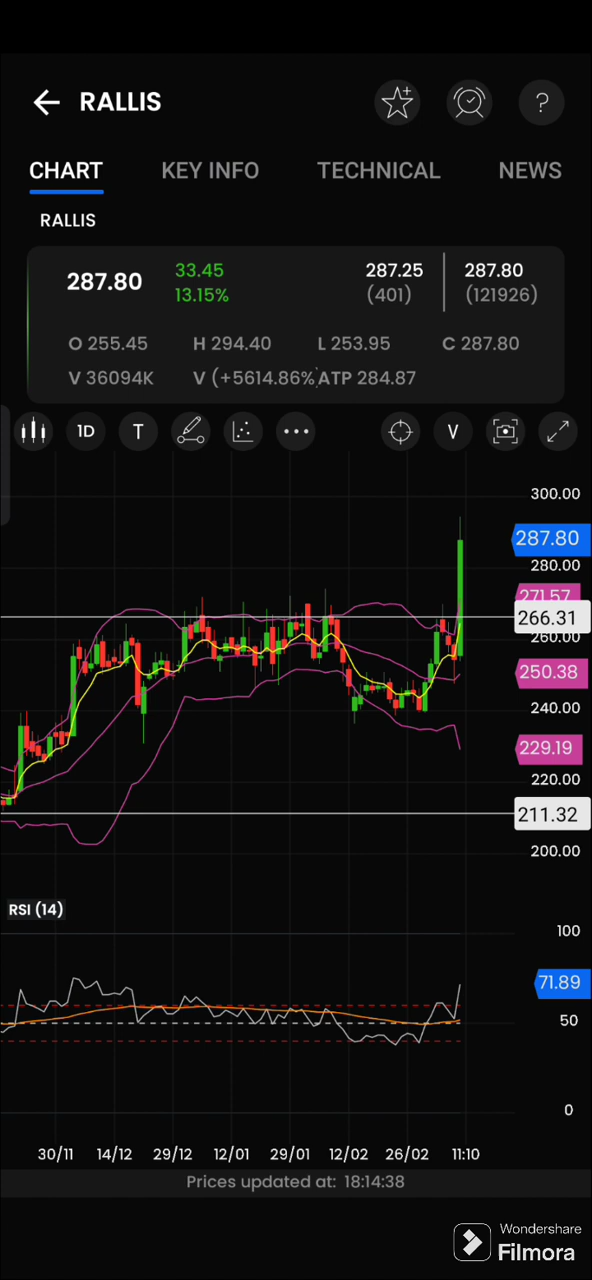 RALLIS
?
CHART KEY INFO TECHNICAL NEWS
RALLIS
287.80 33.45 13.15% 287.25 (401) 287.80 (121926)
O 255.45 H 294.40 L 253.95 C 287.80
V 36094K V (+5614.86%) ATP 284.87
1D T V
300.00
287.80
280.00
271.57
266.31
260.00
250.38
240.00
229.19
220.00
211.32
200.00
RSI (14)
100
71.89
50
0
30/11 14/12 29/12 12/01 29/01 12/02 26/02 11:10
Prices updated at: 18:14:38
Wondershare
Filmora